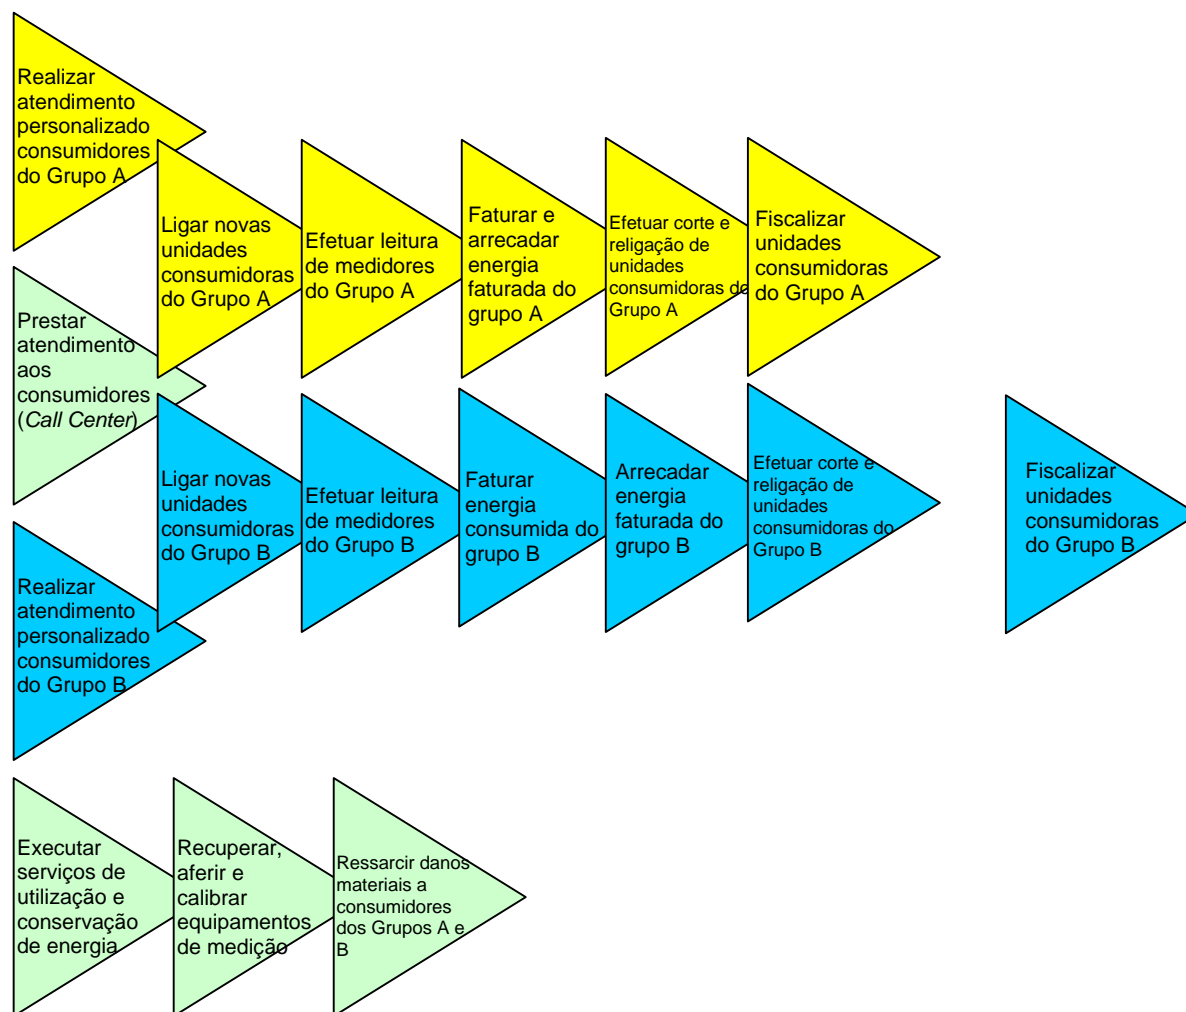 Realizar
atendimento
personalizado
consumidores
do Grupo A
Ligar novas
unidades
consumidoras
do Grupo A
Efetuar leitura
de medidores
do Grupo A
Faturar e
arrecadar
energia
faturada do
grupo A
Efetuar corte e
religação de
unidades
consumidoras do
Grupo A
Fiscalizar
unidades
consumidoras
do Grupo A
Prestar
atendimento
aos
consumidores
(Call Center)
Ligar novas
unidades
consumidoras
do Grupo B
Efetuar leitura
de medidores
do Grupo B
Faturar
energia
consumida do
grupo B
Arrecadar
energia
faturada do
grupo B
Efetuar corte e
religação de
unidades
consumidoras do
Grupo B
Fiscalizar
unidades
consumidoras
do Grupo B
Realizar
atendimento
personalizado
consumidores
do Grupo B
Executar
serviços de
utilização e
conservação
de energia
Recuperar,
aferir e
calibrar
equipamentos
de medição
Ressarcir danos
materiais a
consumidores
dos Grupos A e
B